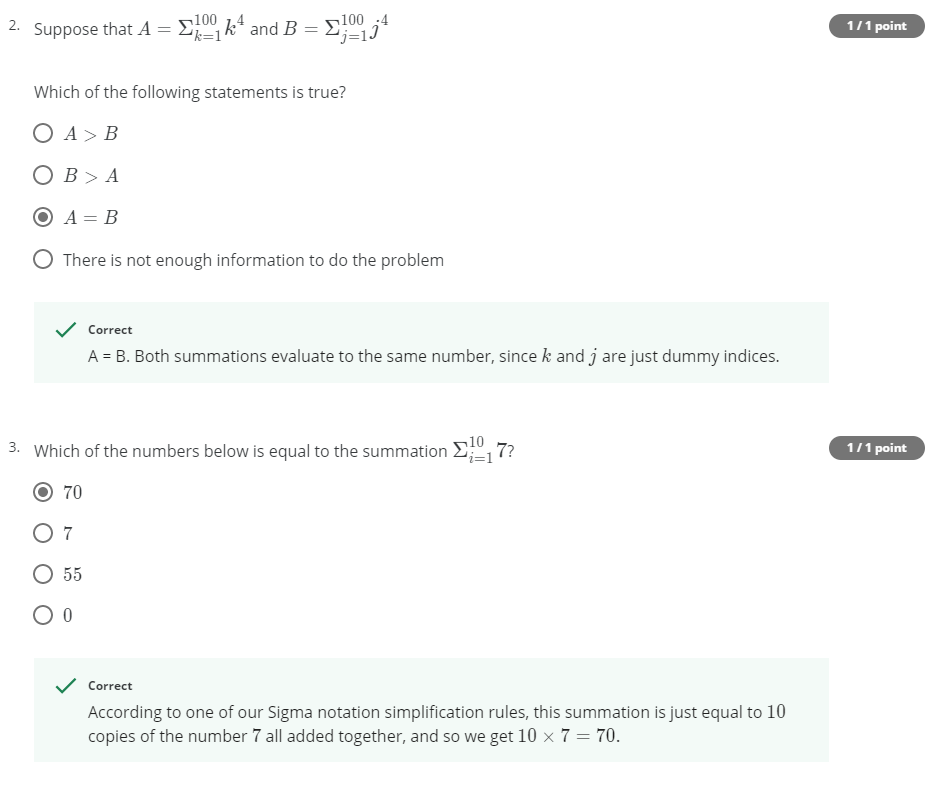 2. Suppose that A = Σ_{k=1}^{100} k^4 and B = Σ_{j=1}^{100} j^4 1 / 1 point
Which of the following statements is true?
A > B
B > A
A = B
There is not enough information to do the problem
Correct
A = B. Both summations evaluate to the same number, since k and j are just dummy indices.
3. Which of the numbers below is equal to the summation Σ_{i=1}^{10} 7? 1 / 1 point
70
7
55
0
Correct
According to one of our Sigma notation simplification rules, this summation is just equal to 10
copies of the number 7 all added together, and so we get 10 × 7 = 70.